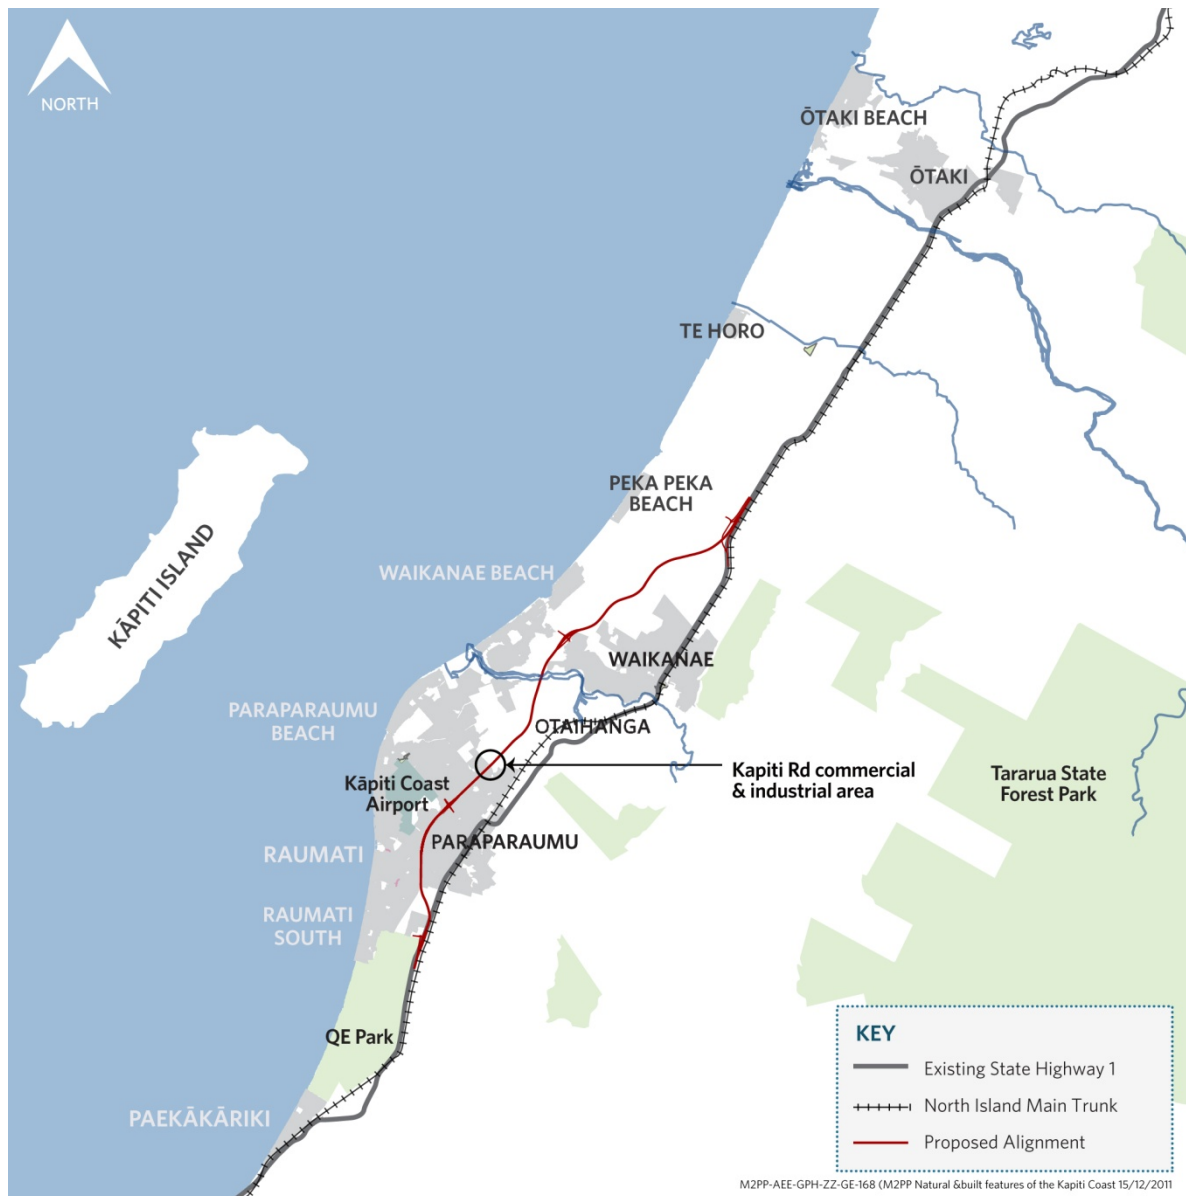 NORTH
ŌTAKI BEACH
ŌTAKI
TE HORO
PEKA PEKA
BEACH
WAIKANAE BEACH
KĀPITI ISLAND
WAIKANAE
PARAPARAUMU
BEACH
OTAIHANGA
Kāpiti Coast
Airport
Kapiti Rd commercial
& industrial area
Tararua State
Forest Park
PARAPARAUMU
RAUMATI
RAUMATI
SOUTH
QE Park
PAEKĀKĀRIKI
KEY
Existing State Highway 1
North Island Main Trunk
Proposed Alignment
M2PP-AEE-GPH-ZZ-GE-168 (M2PP Natural &built features of the Kapiti Coast 15/12/2011